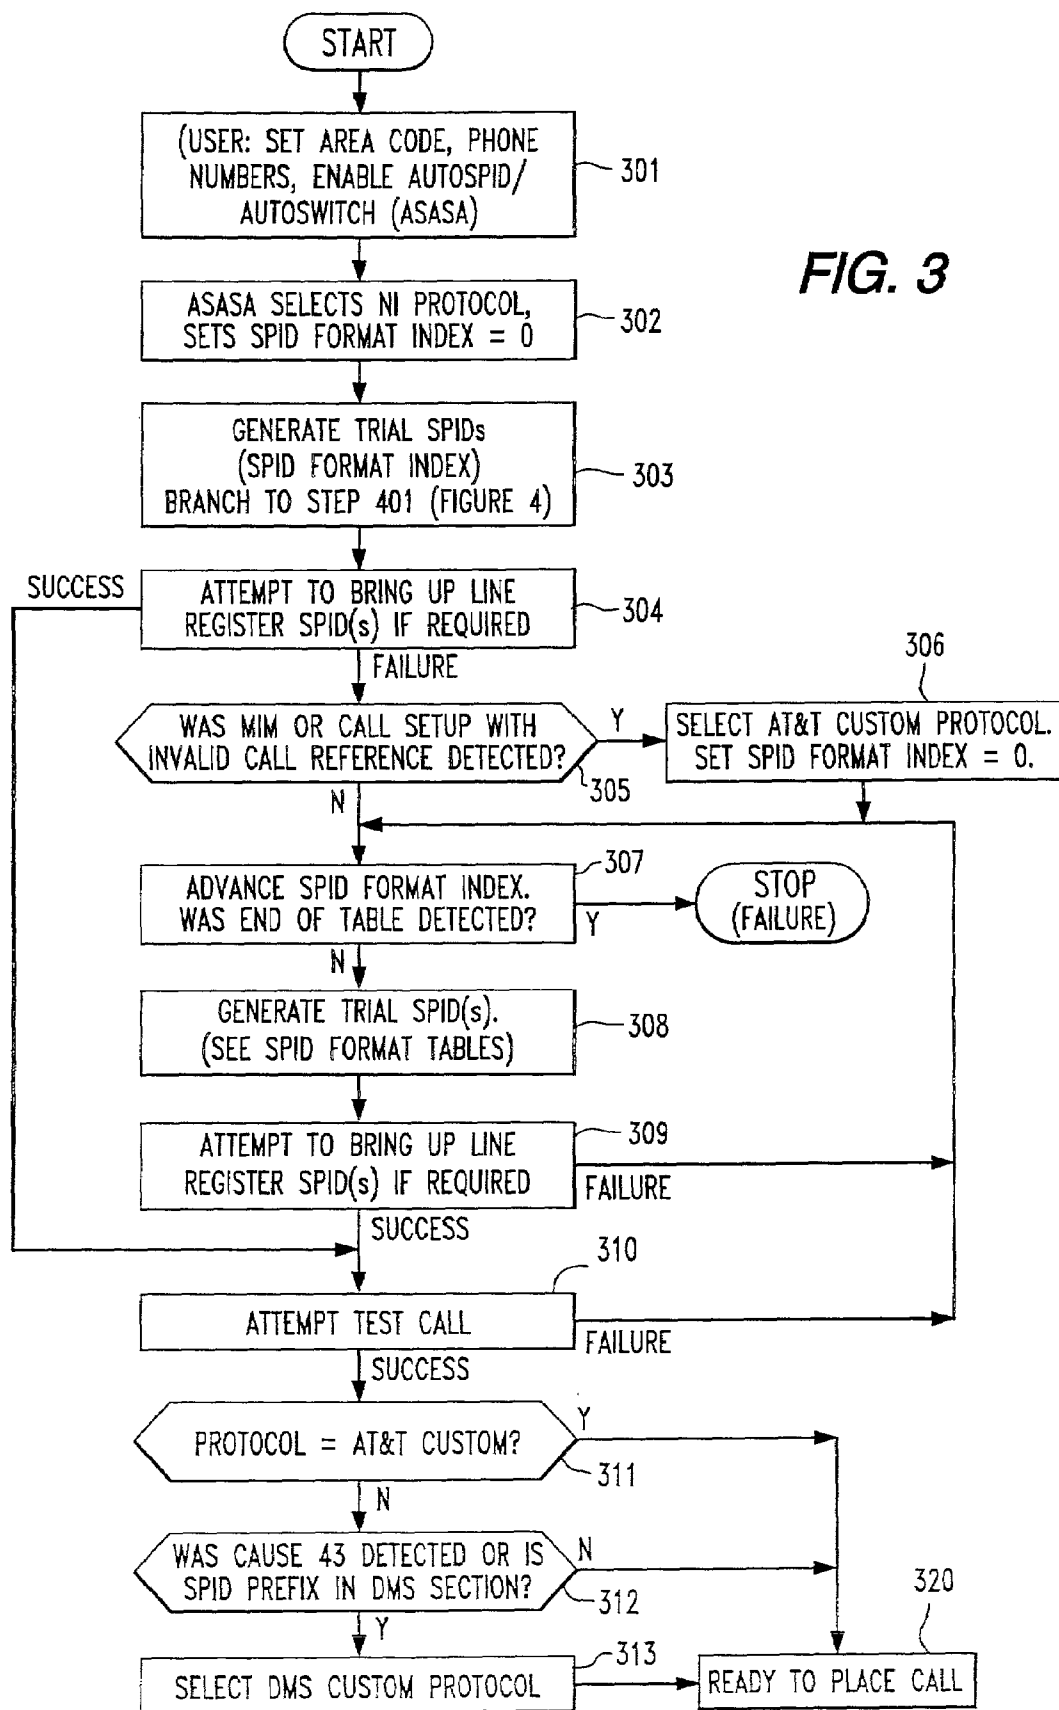 START
(USER: SET AREA CODE, PHONE
NUMBERS, ENABLE AUTOSPID/
AUTOSWITCH (ASASA)
301
FIG. 3
ASASA SELECTS NI PROTOCOL,
SETS SPID FORMAT INDEX = 0
302
GENERATE TRIAL SPIDs
(SPID FORMAT INDEX)
BRANCH TO STEP 401 (FIGURE 4)
303
SUCCESS
ATTEMPT TO BRING UP LINE
REGISTER SPID(s) IF REQUIRED
304
FAILURE
306
WAS MIM OR CALL SETUP WITH
INVALID CALL REFERENCE DETECTED?
Y
305
SELECT AT&T CUSTOM PROTOCOL.
SET SPID FORMAT INDEX = 0.
N
307
ADVANCE SPID FORMAT INDEX.
WAS END OF TABLE DETECTED?
Y
STOP
(FAILURE)
N
GENERATE TRIAL SPID(s).
(SEE SPID FORMAT TABLES)
308
309
ATTEMPT TO BRING UP LINE
REGISTER SPID(s) IF REQUIRED
FAILURE
SUCCESS
310
ATTEMPT TEST CALL
FAILURE
SUCCESS
PROTOCOL = AT&T CUSTOM?
Y
311
N
WAS CAUSE 43 DETECTED OR IS
SPID PREFIX IN DMS SECTION?
N
312
Y
313
SELECT DMS CUSTOM PROTOCOL
320
READY TO PLACE CALL